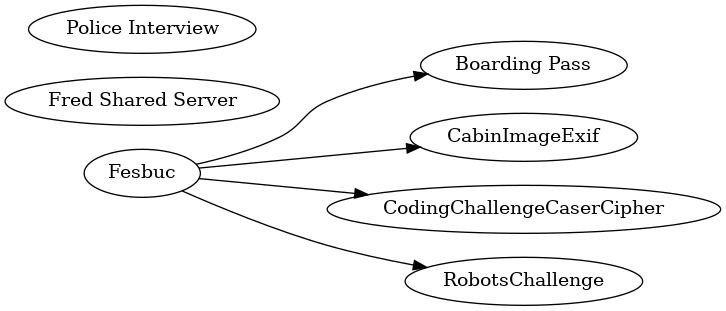 Police Interview
Fred Shared Server
Fesbuc
Boarding Pass
CabinImageExif
CodingChallengeCaserCipher
RobotsChallenge